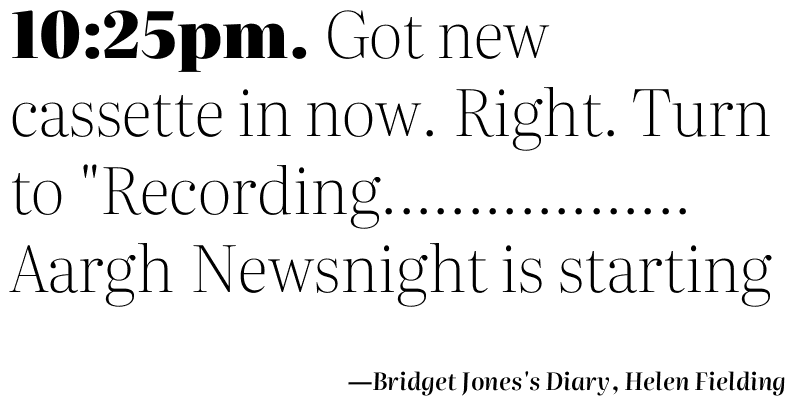 10:25pm. Got new
cassette in now. Right. Turn
to "Recording..................
Aargh Newsnight is starting
—Bridget Jones's Diary, Helen Fielding